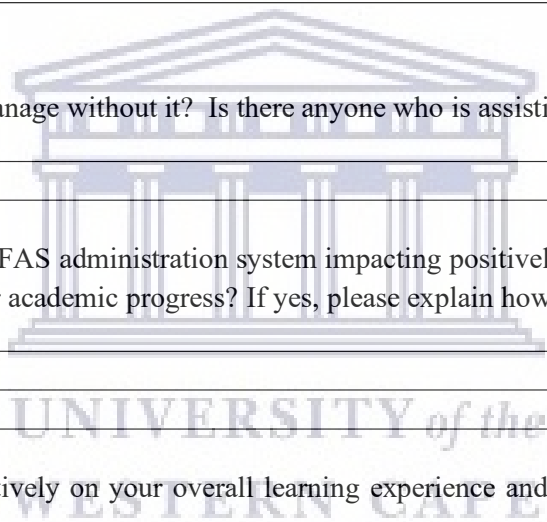 anage without it? Is there anyone who is assisti
FAS administration system impacting positivel
academic progress? If yes, please explain how
UNIVERSITY of the
tively on your overall learning experience and
WESTERN CAPE